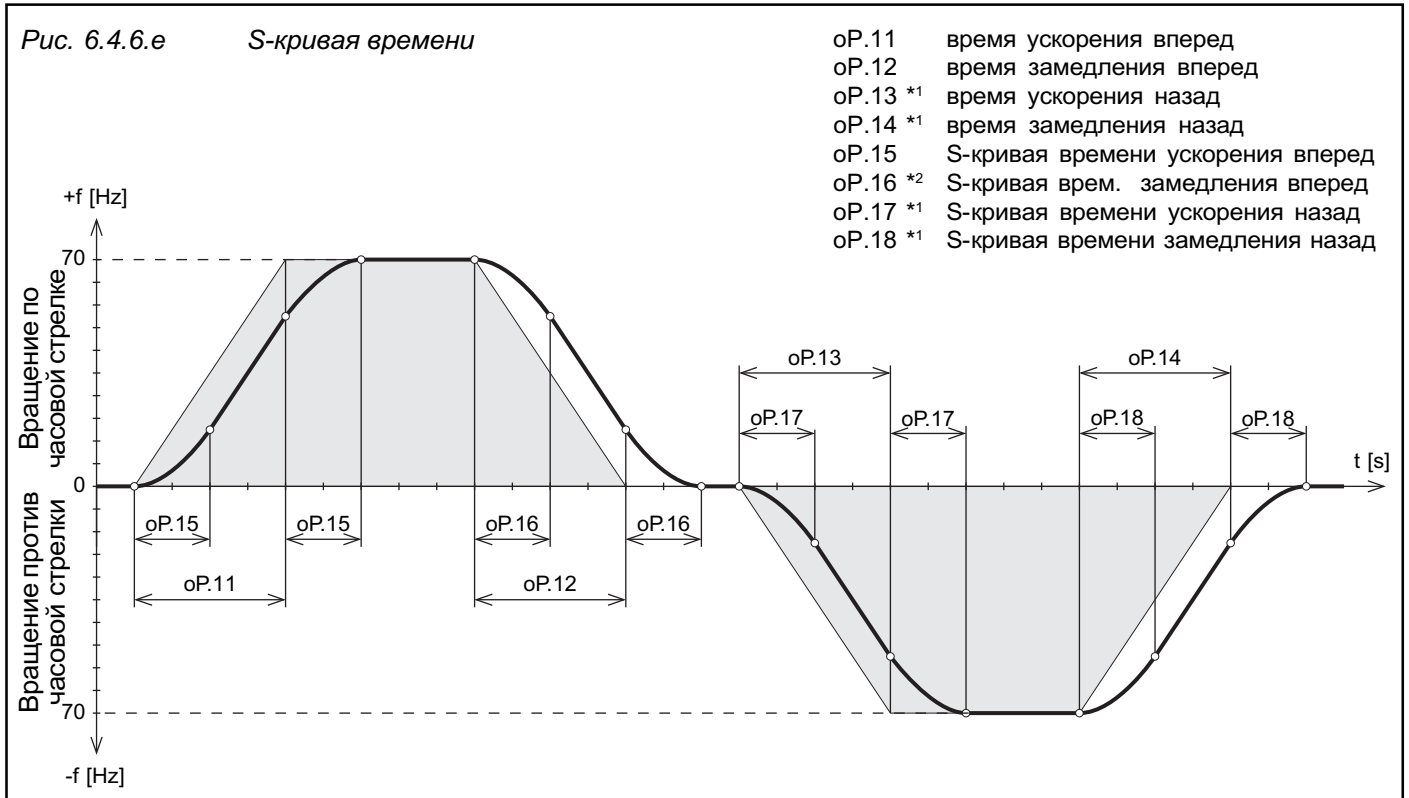 Рис. 6.4.6.e S-кривая времени
oP.11 время ускорения вперед
oP.12 время замедления вперед
oP.13 *1 время ускорения назад
oP.14 *1 время замедления назад
oP.15 S-кривая времени ускорения вперед
oP.16 *2 S-кривая врем. замедления вперед
oP.17 *1 S-кривая времени ускорения назад
oP.18 *1 S-кривая времени замедления назад
+f [Hz]
70
Вращение по
часовой стрелке
oP.13
oP.14
oP.17
oP.17
oP.18
oP.18
0
t [s]
oP.15
oP.15
oP.16
oP.16
oP.11
oP.12
Вращение против
часовой стрелки
70
-f [Hz]